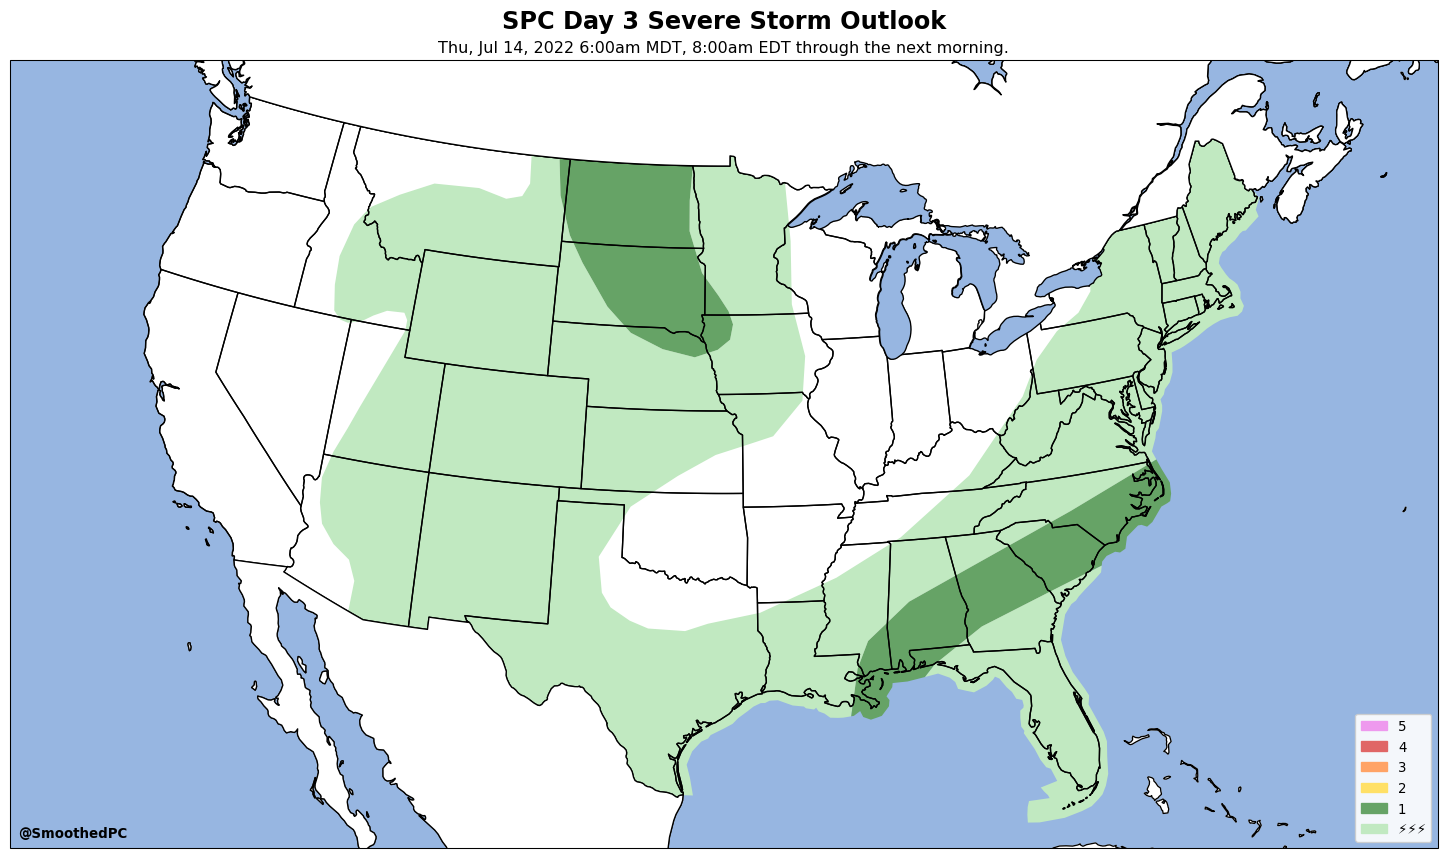 SPC Day 3 Severe Storm Outlook
Thu, Jul 14, 2022 6:00am MDT, 8:00am EDT through the next morning.
5
4
3
2
1
⚡⚡⚡
@SmoothedPC